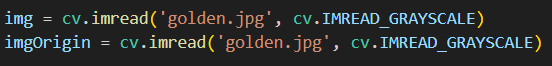 img = cv.imread('golden.jpg', cv.IMREAD_GRAYSCALE)
imgOrigin = cv.imread('golden.jpg', cv.IMREAD_GRAYSCALE)